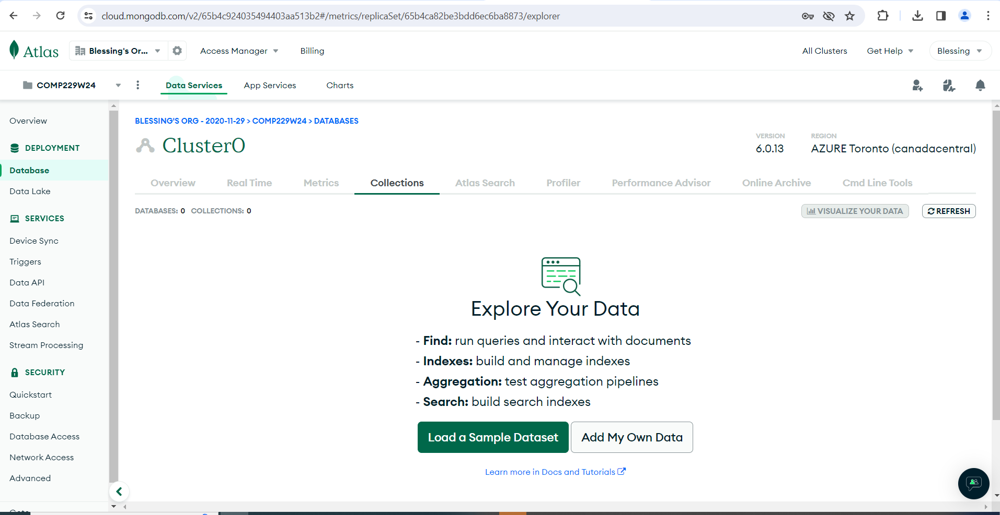 cloud.mongodb.com/v2/65b4c924035494403aa513b2#/metrics/replicaSet/65b4ca82be3bdd6ec6ba8873/explorer
Atlas
Blessing's Or...
Access Manager
Billing
All Clusters
Get Help
Blessing
COMP229W24
Data Services
App Services
Charts
Overview
DEPLOYMENT
Database
Data Lake
SERVICES
Device Sync
Triggers
Data API
Data Federation
Atlas Search
Stream Processing
SECURITY
Quickstart
Backup
Database Access
Network Access
Advanced
BLESSING'S ORG - 2020-11-29 > COMP229W24 > DATABASES
Cluster0
VERSION
6.0.13
REGION
AZURE Toronto (canadacentral)
Overview
Real Time
Metrics
Collections
Atlas Search
Profiler
Performance Advisor
Online Archive
Cmd Line Tools
DATABASES: 0 COLLECTIONS: 0
VISUALIZE YOUR DATA
REFRESH
Explore Your Data
- Find: run queries and interact with documents
- Indexes: build and manage indexes
- Aggregation: test aggregation pipelines
- Search: build search indexes
Load a Sample Dataset
Add My Own Data
Learn more in Docs and Tutorials